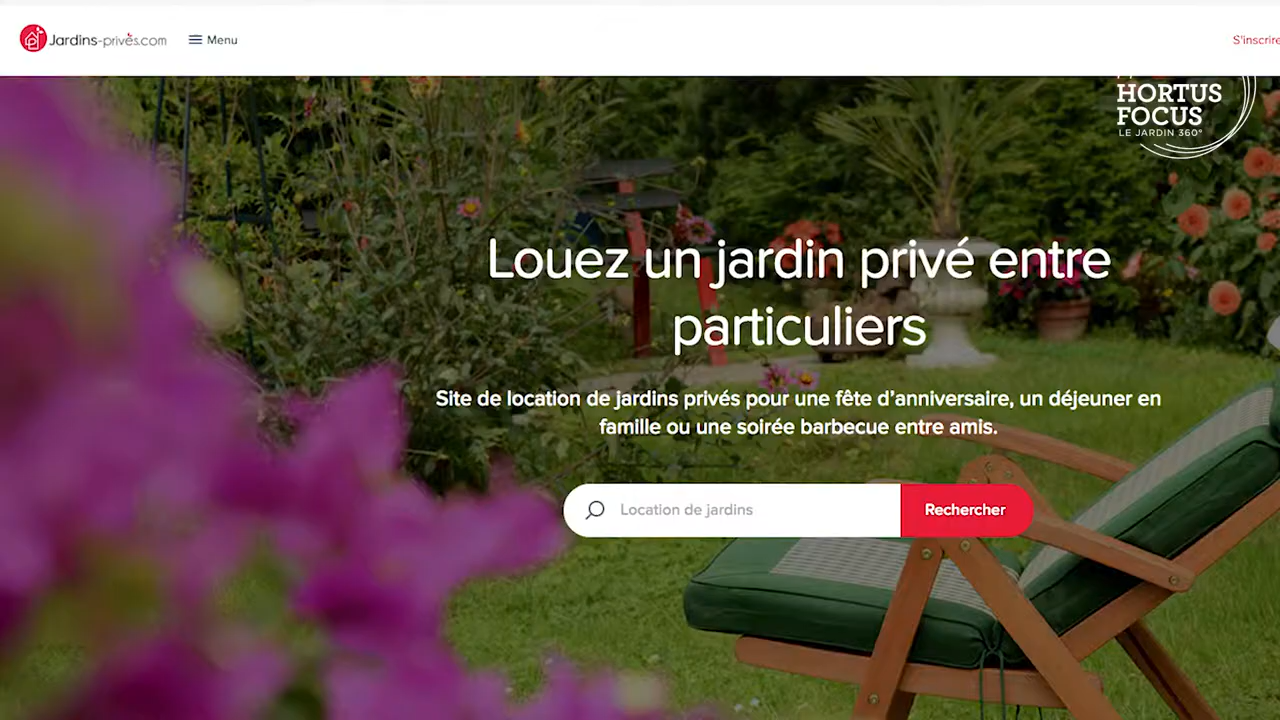 Jardins-privés.com
Menu
S'inscrire
HORTUS
FOCUS
LE JARDIN 360°
Louez un jardin privé entre
particuliers
Site de location de jardins privés pour une fête d'anniversaire, un déjeuner en
famille ou une soirée barbecue entre amis.
Location de jardins
Rechercher